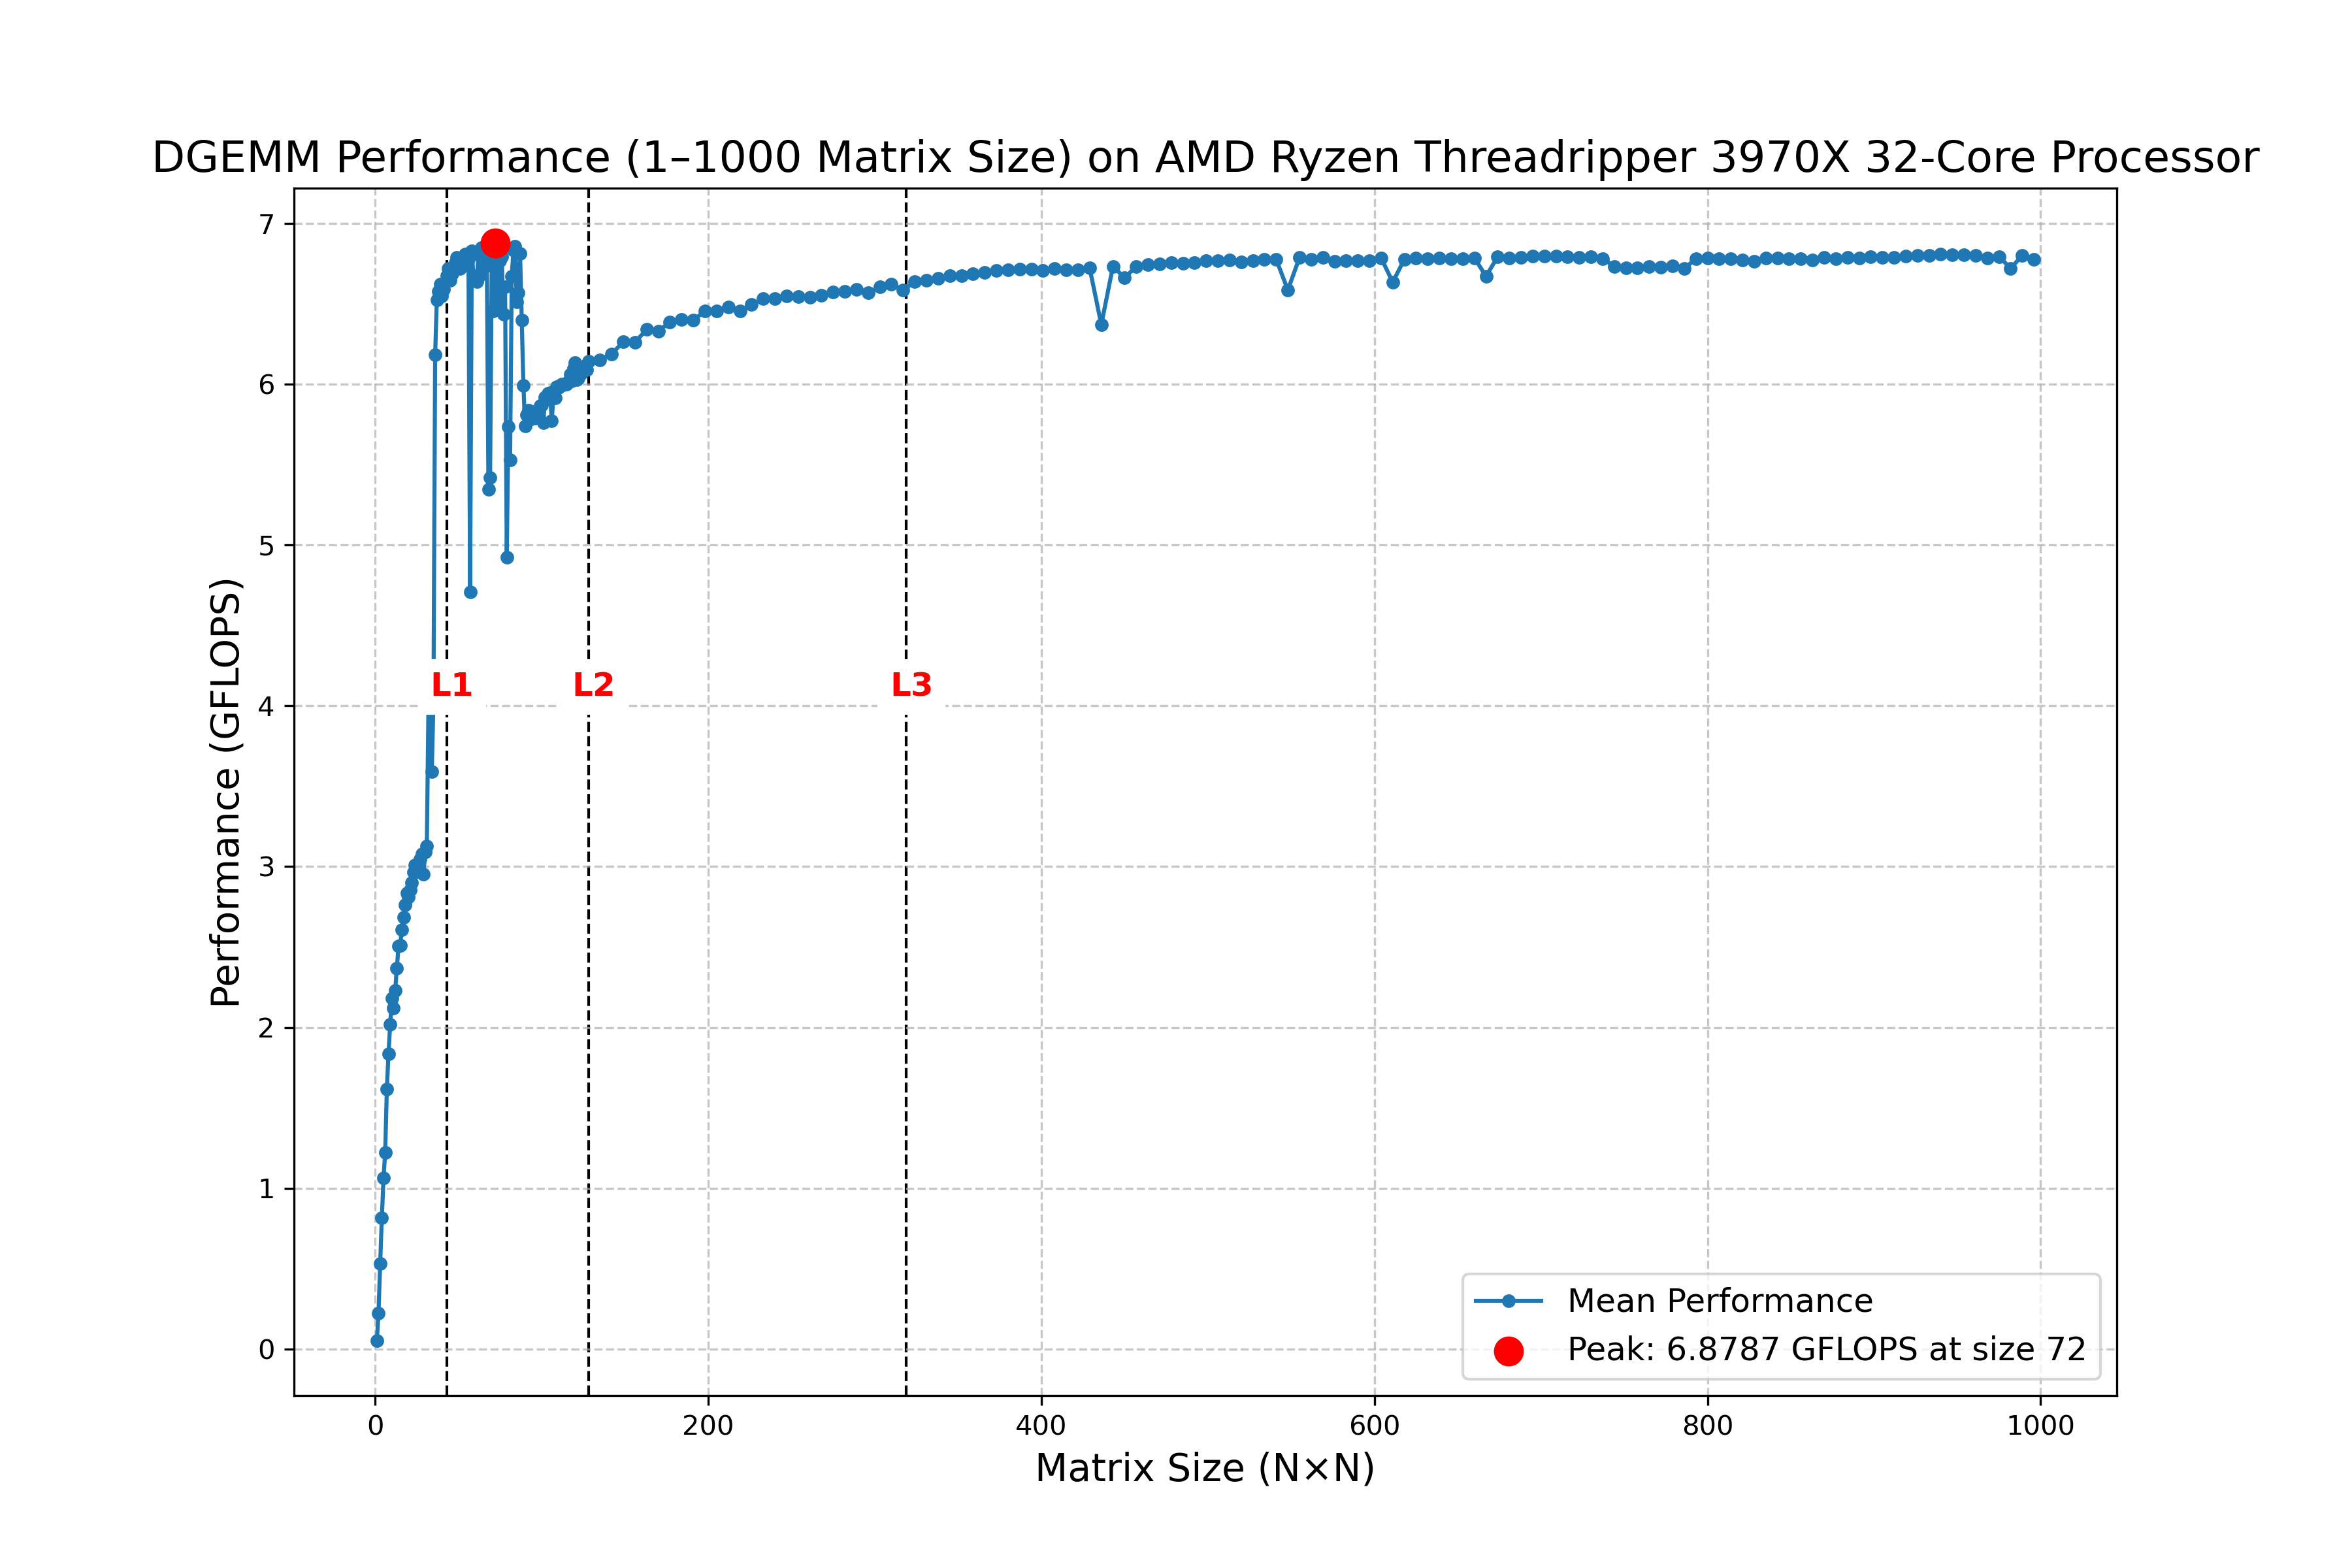 DGEMM Performance (1–1000 Matrix Size) on AMD Ryzen Threadripper 3970X 32-Core Processor
Performance (GFLOPS)
7
6
5
4
3
2
1
0
L1
L2
L3
Mean Performance
Peak: 6.8787 GFLOPS at size 72
0
200
400
600
800
1000
Matrix Size (N×N)